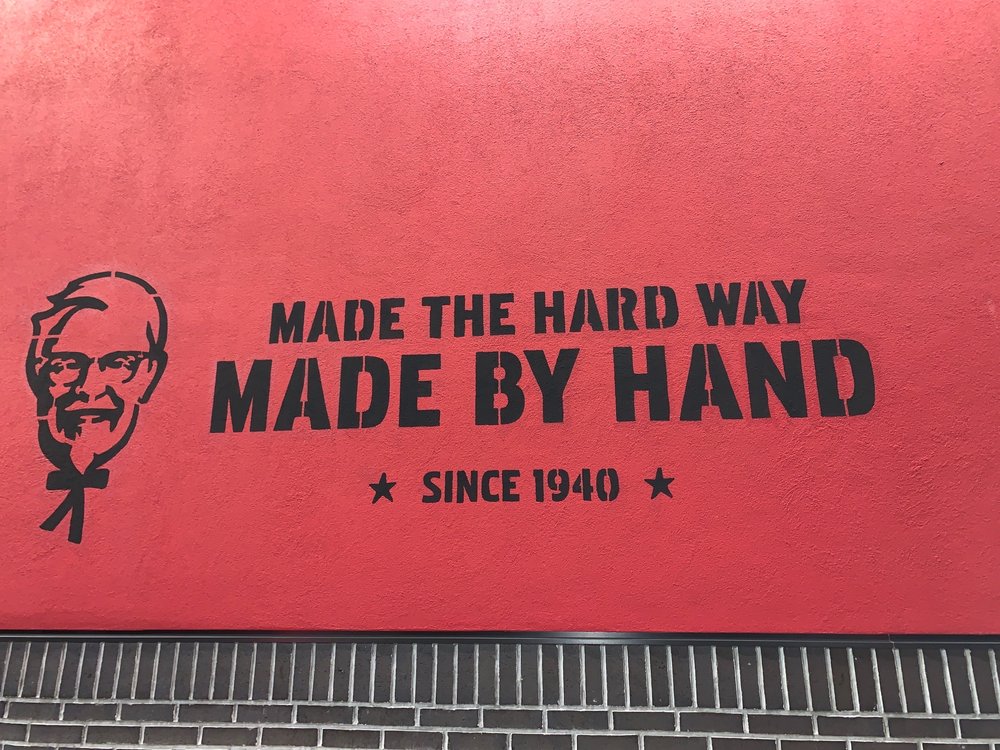 MADE THE HARD WAY
MADE BY HAND
★ SINCE 1940 ★